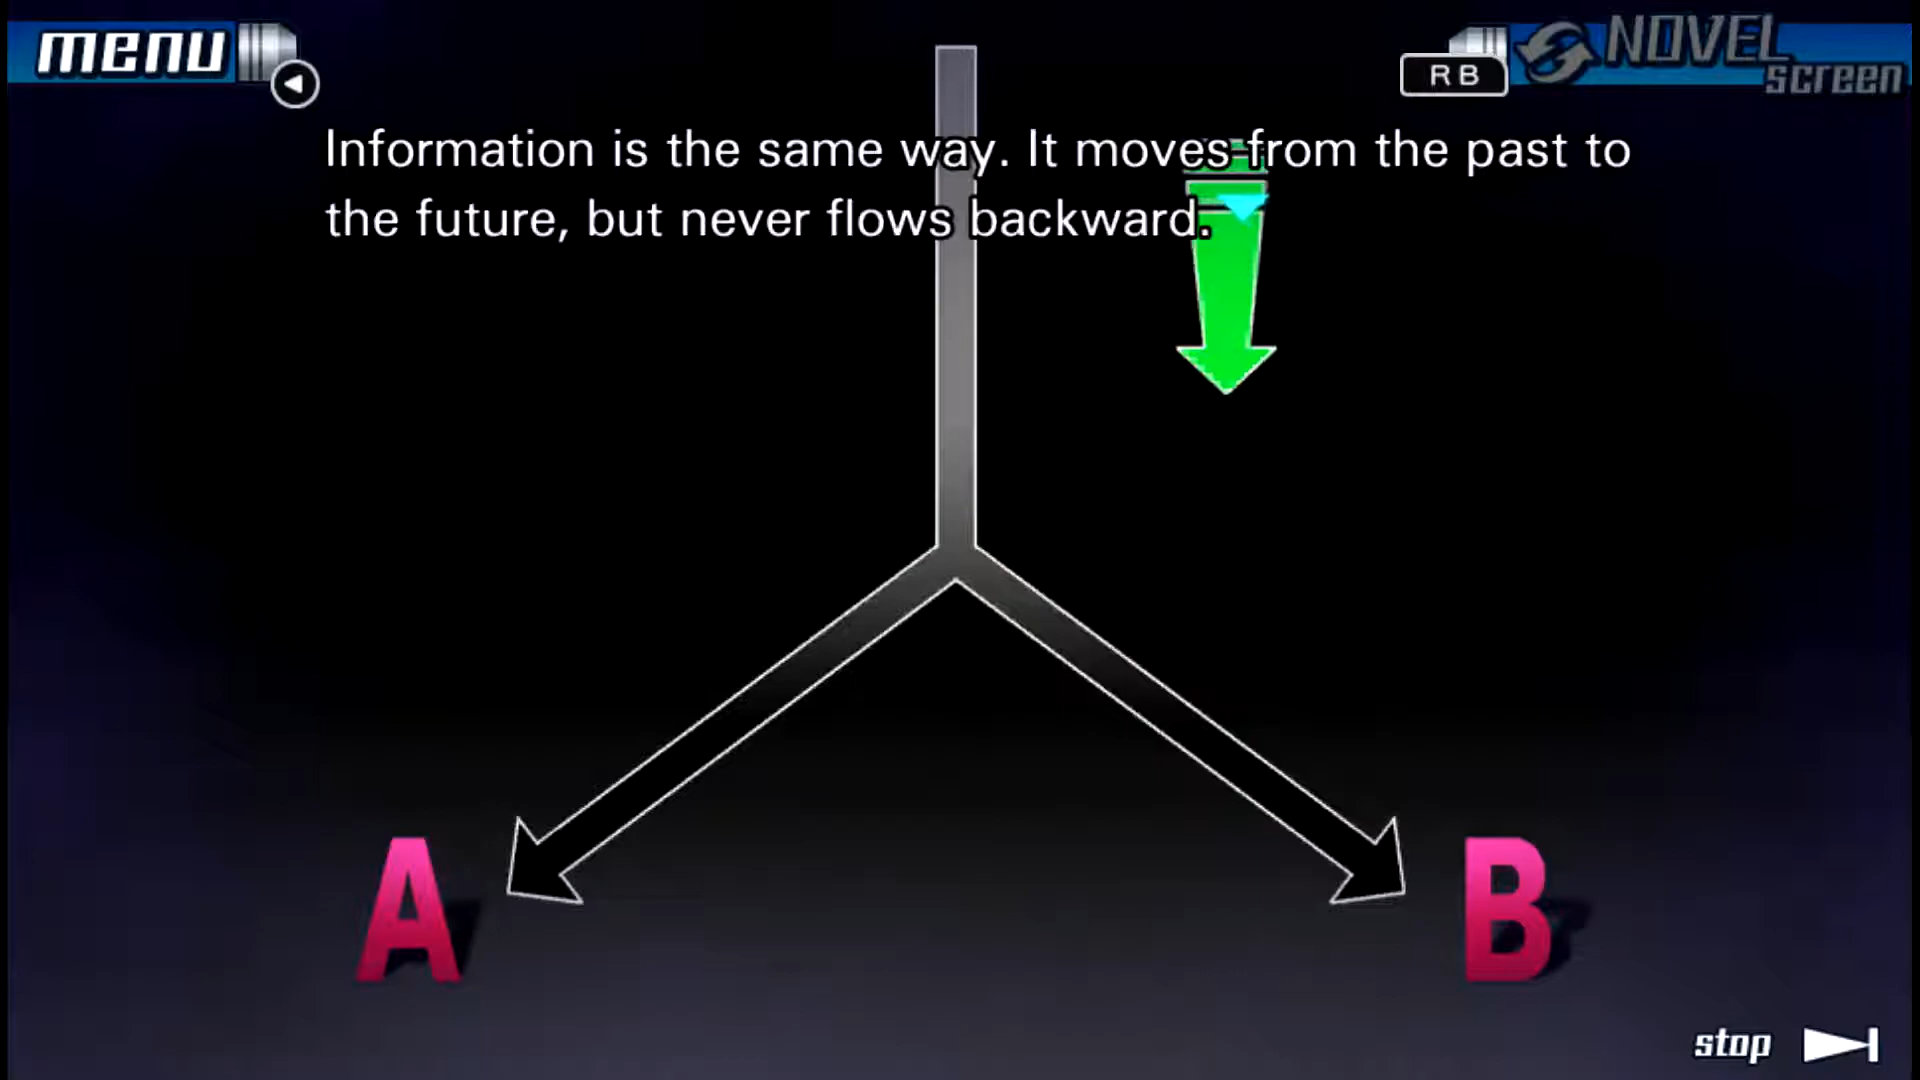 menu
RB
NOVEL
screen
Information is the same way. It moves from the past to
the future, but never flows backward.
A
B
stop